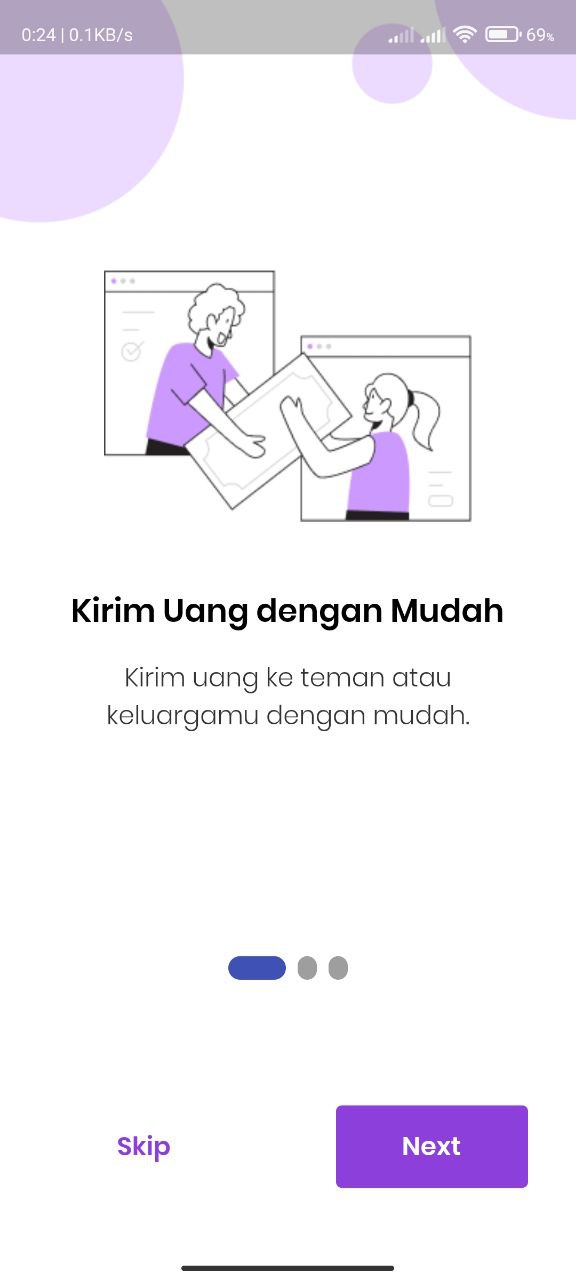 0:24 | 0.1KB/s
69%
Kirim Uang dengan Mudah
Kirim uang ke teman atau
keluargamu dengan mudah.
Skip
Next